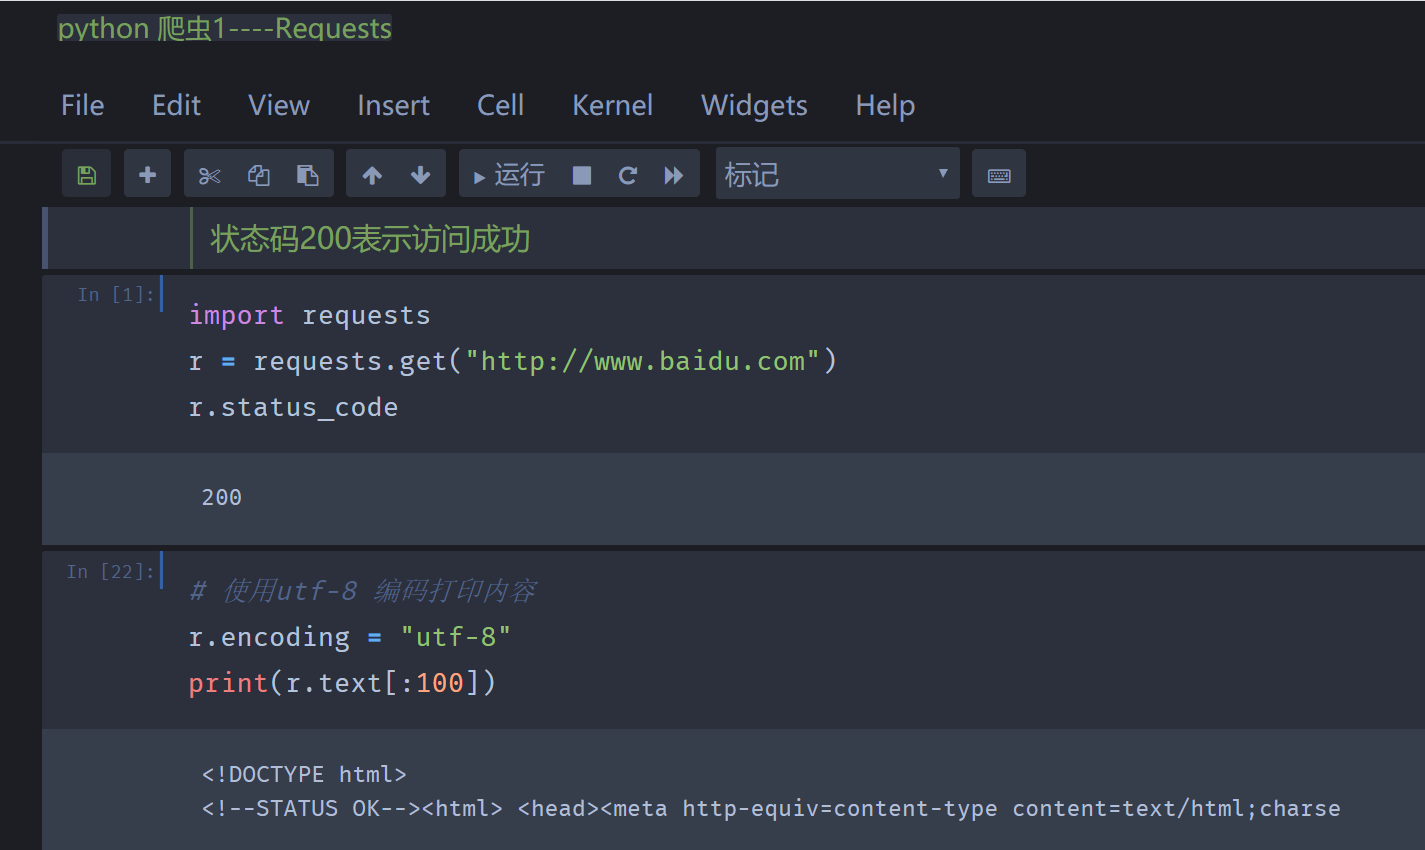 python 爬虫1----Requests
File Edit View Insert Cell Kernel Widgets Help
运行 标记
状态码200表示访问成功
In [1]:
import requests
r = requests.get("http://www.baidu.com")
r.status_code
200
In [22]:
# 使用utf-8 编码打印内容
r.encoding = "utf-8"
print(r.text[:100])
<!DOCTYPE html>
<!--STATUS OK--><html> <head><meta http-equiv=content-type content=text/html;charse